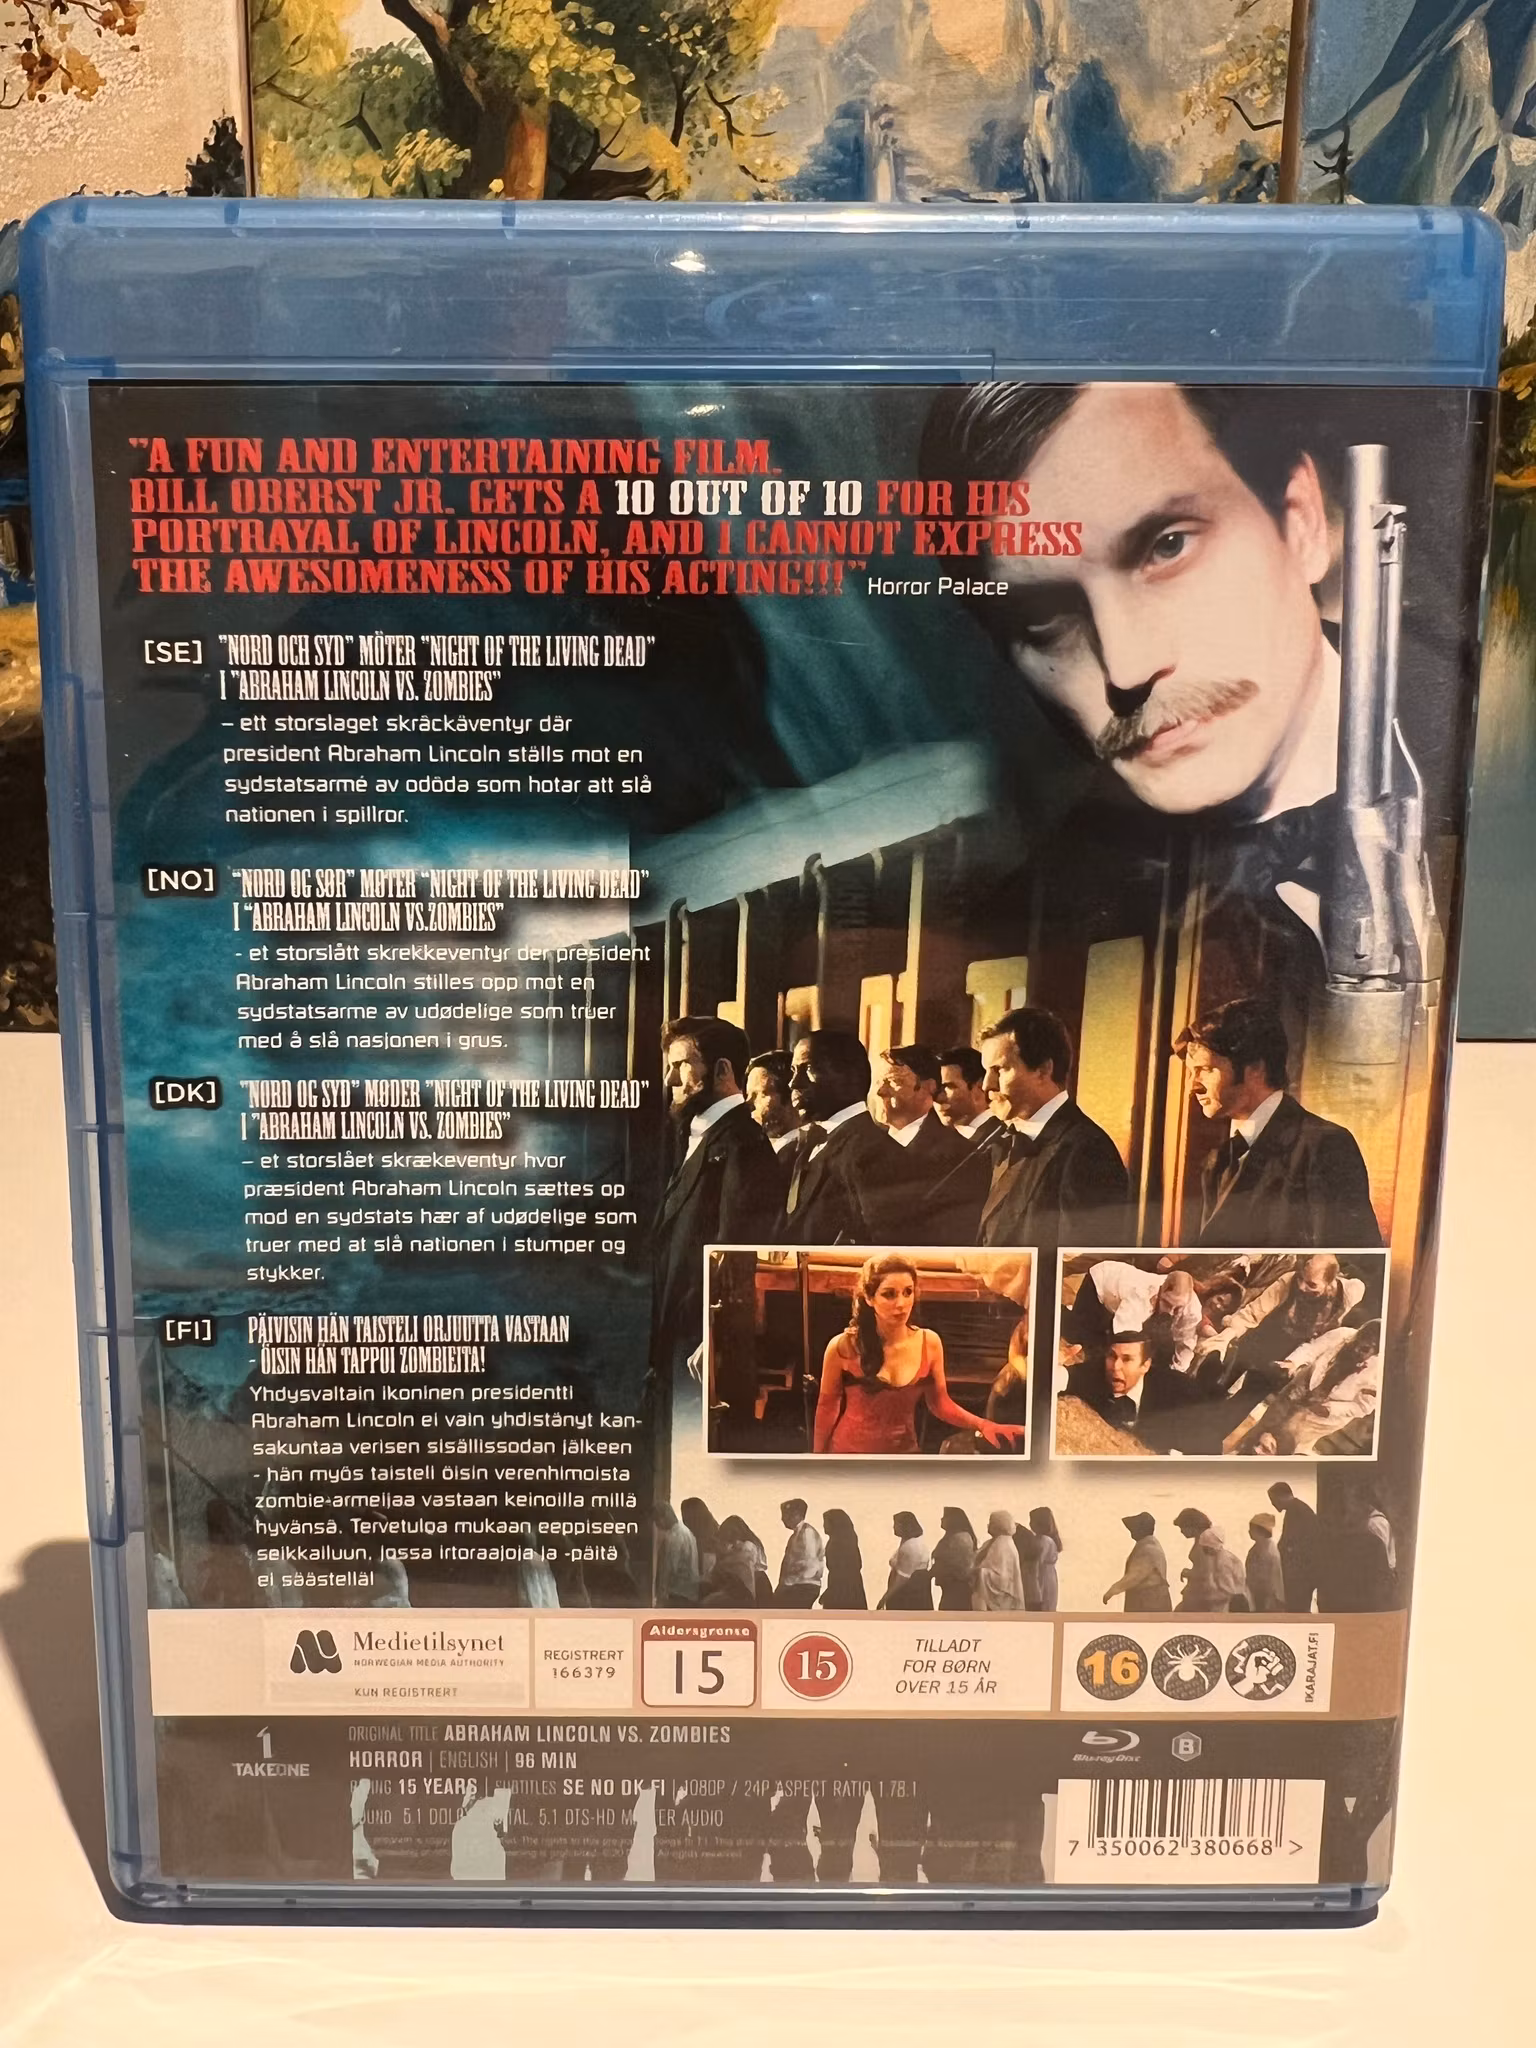 "A FUN AND ENTERTAINING FILM.
BILL OBERST JR. GETS A 10 OUT OF 10 FOR HIS
PORTRAYAL OF LINCOLN, AND I CANNOT EXPRESS
THE AWESOMENESS OF HIS ACTING!!!" Horror Palace
[SE] "NORD OCH SYD" MÖTER "NIGHT OF THE LIVING DEAD"
I "ABRAHAM LINCOLN VS. ZOMBIES"
– ett storslaget skräckäventyr där
president Abraham Lincoln ställs mot en
sydstatsarmé av odöda som hotar att slå
nationen i spillror.
[NO] "NORD OG SØR" MØTER "NIGHT OF THE LIVING DEAD"
I "ABRAHAM LINCOLN VS.ZOMBIES"
- et storslått skrekkeventyr der president
Abraham Lincoln stilles opp mot en
sydstatsarme av udødelige som truer
med å slå nasjonen i grus.
[DK] "NORD OG SYD" MØDER "NIGHT OF THE LIVING DEAD"
I "ABRAHAM LINCOLN VS. ZOMBIES"
– et storslået skrækeventyr hvor
præsident Abraham Lincoln sættes op
mod en sydstats hær af udødelige som
truer med at slå nationen i stumper og
stykker.
[FI] PÄIVISIN HÄN TAISTELI ORJUUTTA VASTAAN
- ÖISIN HÄN TAPPOI ZOMBIEITA!
Yhdysvaltain ikoninen presidentti
Abraham Lincoln ei vain yhdistänyt kan-
sakuntaa verisen sisällissodan jälkeen
- hän myös taisteli öisin verenhimoista
zombie-armeijaa vastaan keinoilla millä
hyvänsä. Tervetuloa mukaan eeppiseen
seikkailuun, jossa irtoraajoja ja -päitä
ei säästellä!
Medietilsynet
NORWEGIAN MEDIA AUTHORITY
KUN REGISTRERT
REGISTRERT
166379
Aldersgrense
15
15
TILLADT
FOR BØRN
OVER 15 ÅR
16
IKARAJAT.FI
TAKEONE
ORIGINAL TITLE ABRAHAM LINCOLN VS. ZOMBIES
HORROR | ENGLISH | 96 MIN
15 YEARS | SUBTITLES SE NO DK FI | 1080P / 24P ASPECT RATIO 1.78.1
5.1 DTS-HD MASTER AUDIO
Blu-ray Disc
B
7 350062 380668 >